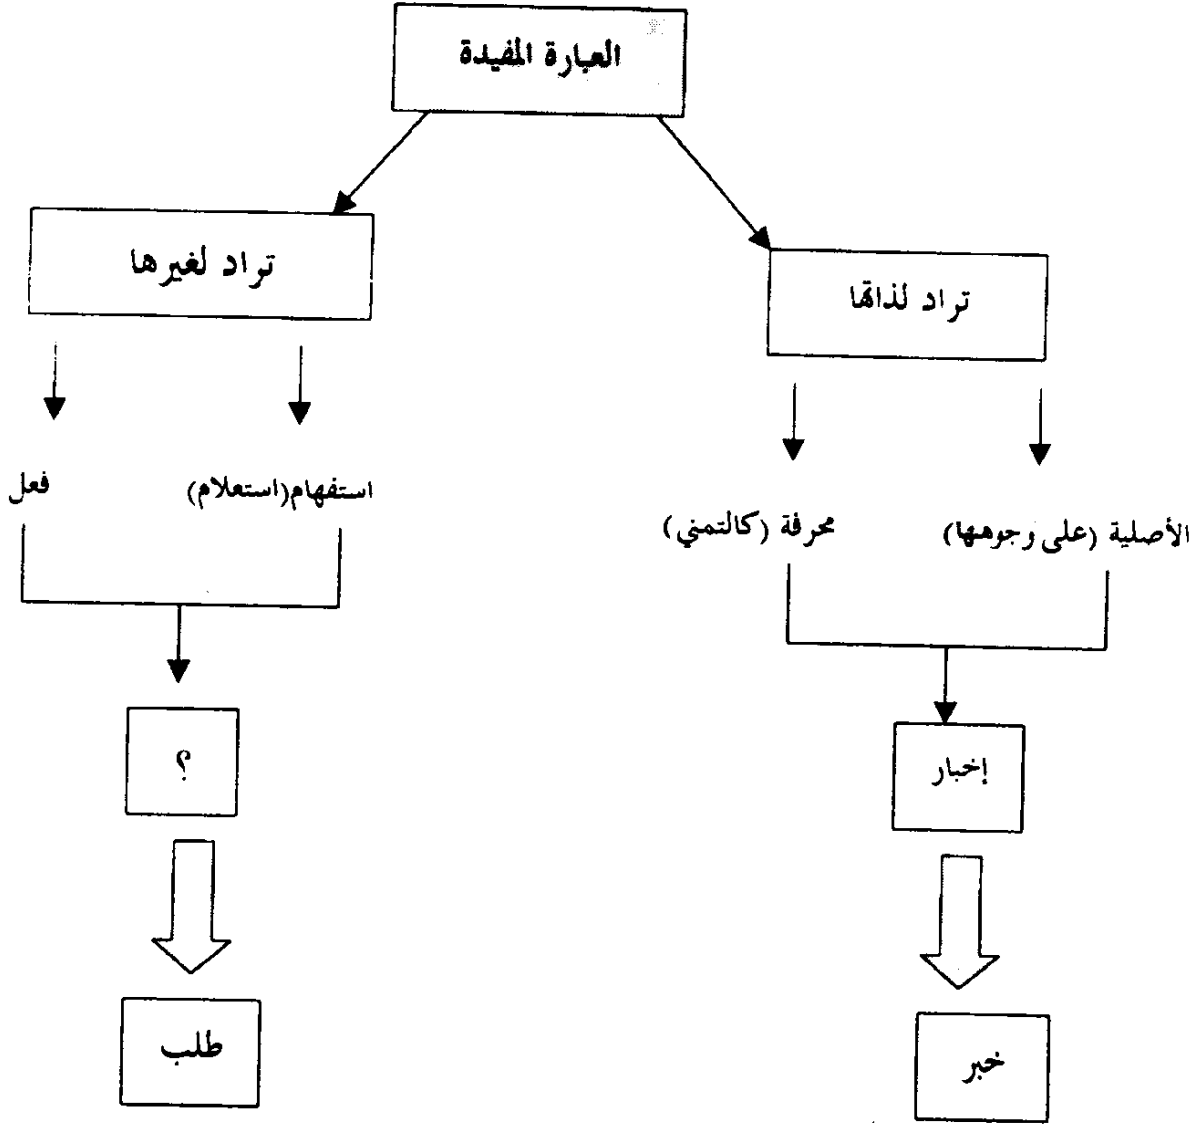 العبارة المفيدة
تراد لذاتها
تراد لغيرها
الأصلية (على وجوهها)
محرفة (كالتمني)
استفهام(استعلام)
فعل
إخبار
؟
خبر
طلب